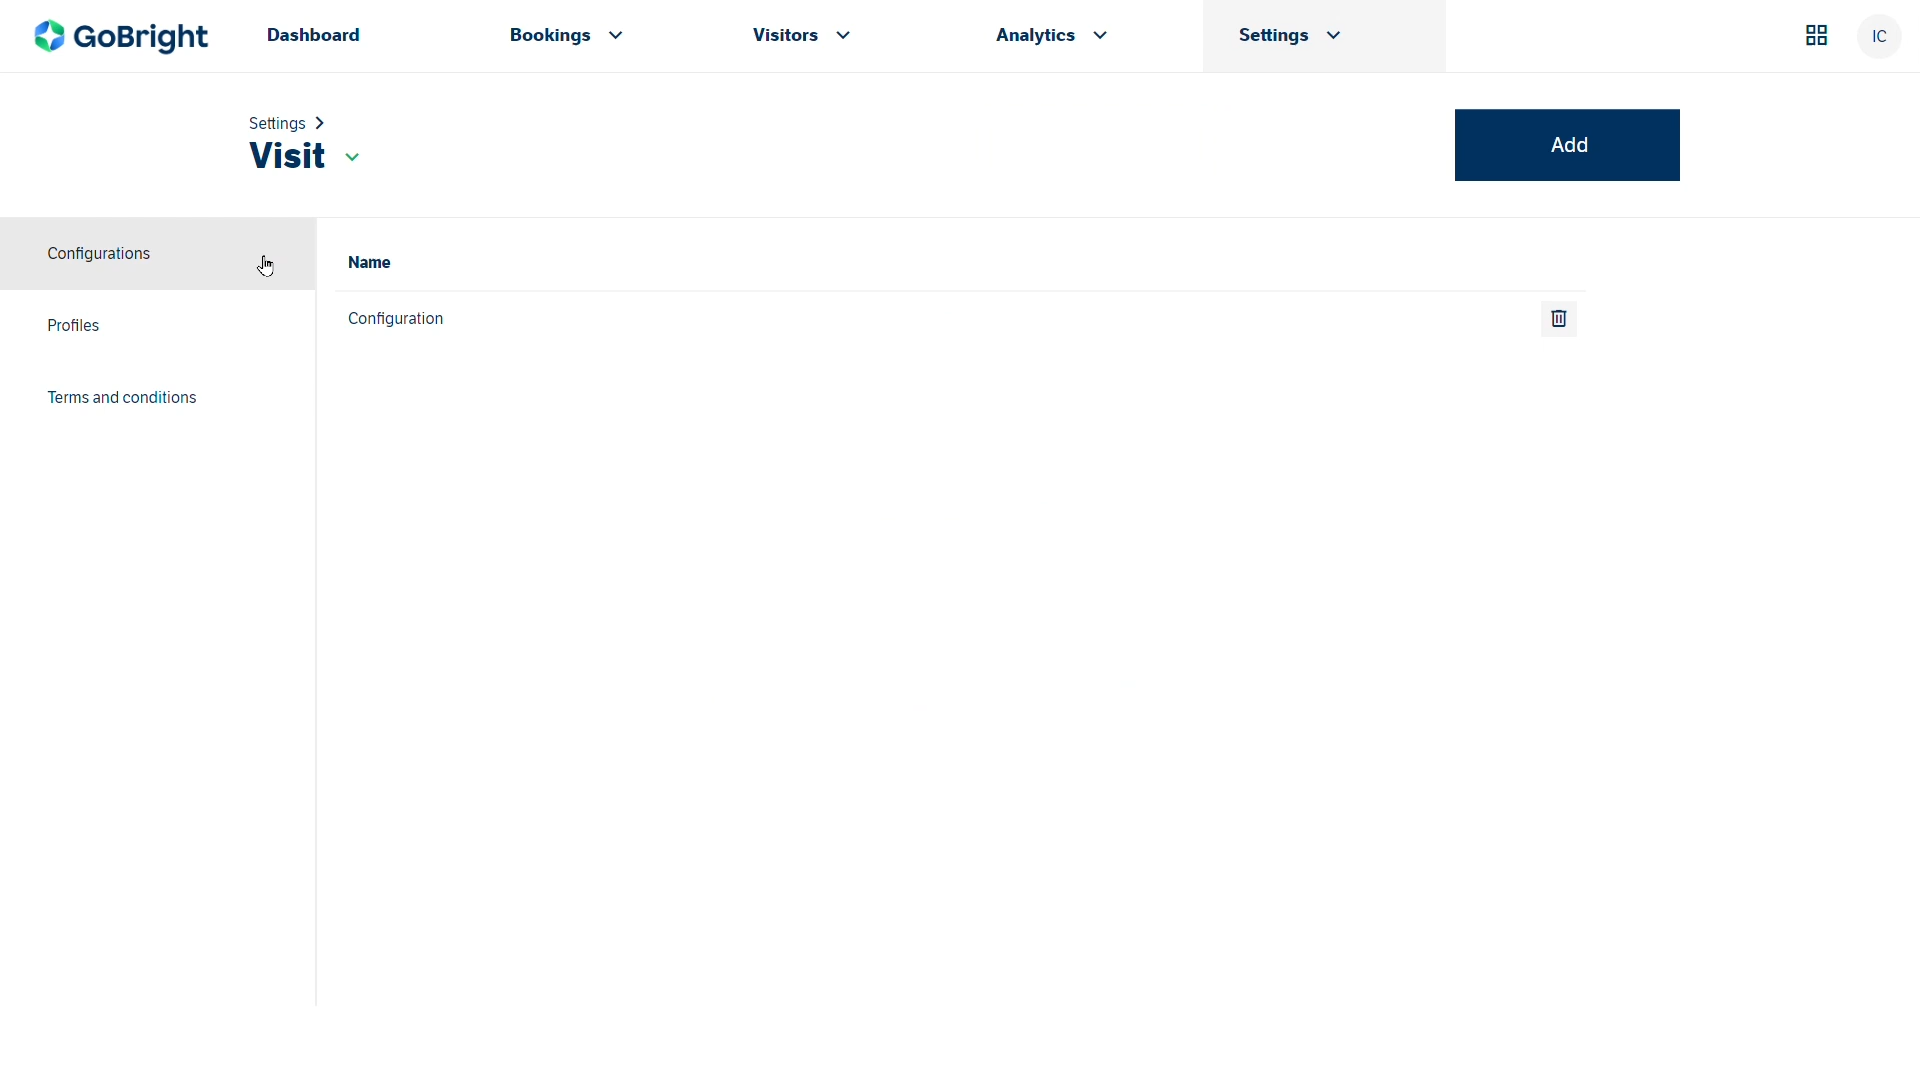 GoBright
Dashboard
Bookings
Visitors
Analytics
Settings
IC
Settings
Visit
Add
Configurations
Profiles
Terms and conditions
Name
Configuration